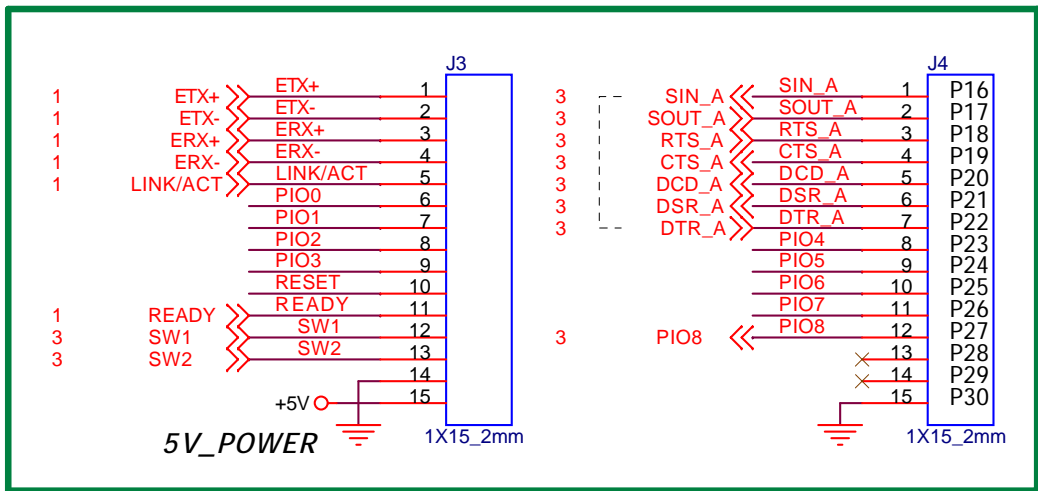 J3
1 ETX+ ETX+ 1
1 ETX- ETX- 2
1 ERX+ ERX+ 3
1 ERX- ERX- 4
1 LINK/ACT LINK/ACT 5
PIO0 6
PIO1 7
PIO2 8
PIO3 9
RESET 10
1 READY READY 11
3 SW1 SW1 12
3 SW2 SW2 13
14
+5V 15
5V_POWER
1X15_2mm
J4
3 SIN_A SIN_A 1 P16
3 SOUT_A SOUT_A 2 P17
3 RTS_A RTS_A 3 P18
3 CTS_A CTS_A 4 P19
3 DCD_A DCD_A 5 P20
3 DSR_A DSR_A 6 P21
3 DTR_A DTR_A 7 P22
PIO4 8 P23
PIO5 9 P24
PIO6 10 P25
PIO7 11 P26
3 PIO8 PIO8 12 P27
13 P28
14 P29
15 P30
1X15_2mm